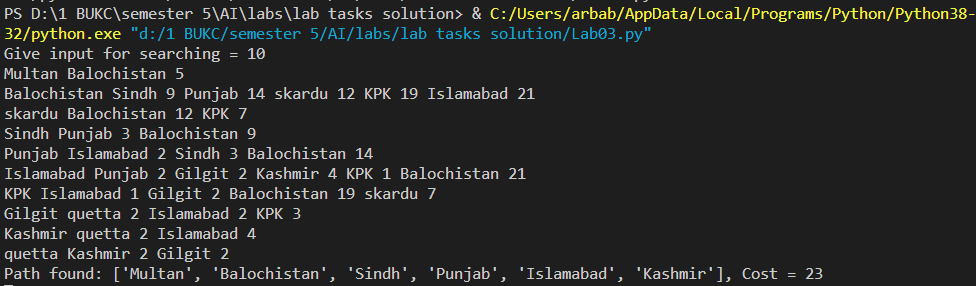 PS D:\1 BUKC\semester 5\AI\labs\lab tasks solution> & C:/Users/arbab/AppData/Local/Programs/Python/Python38-
32/python.exe "d:/1 BUKC/semester 5/AI/labs/lab tasks solution/Lab03.py"
Give input for searching = 10
Multan Balochistan 5
Balochistan Sindh 9 Punjab 14 skardu 12 KPK 19 Islamabad 21
skardu Balochistan 12 KPK 7
Sindh Punjab 3 Balochistan 9
Punjab Islamabad 2 Sindh 3 Balochistan 14
Islamabad Punjab 2 Gilgit 2 Kashmir 4 KPK 1 Balochistan 21
KPK Islamabad 1 Gilgit 2 Balochistan 19 skardu 7
Gilgit quetta 2 Islamabad 2 KPK 3
Kashmir quetta 2 Islamabad 4
quetta Kashmir 2 Gilgit 2
Path found: ['Multan', 'Balochistan', 'Sindh', 'Punjab', 'Islamabad', 'Kashmir'], Cost = 23